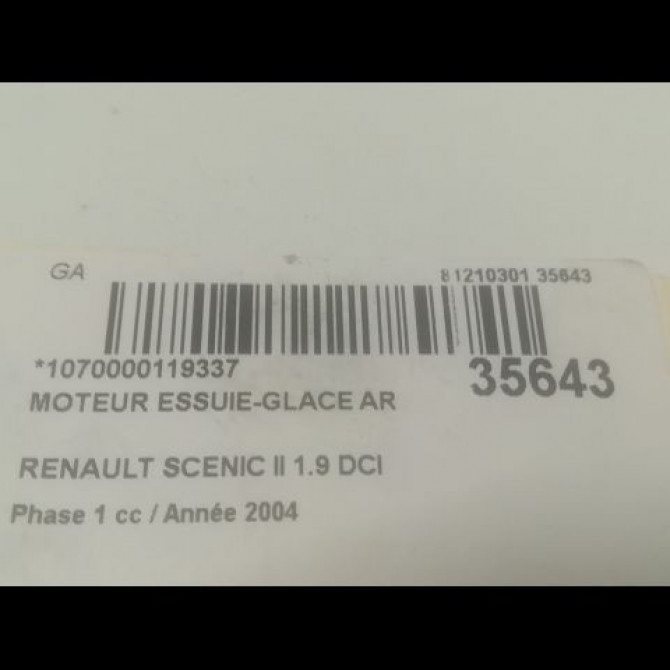 GA 81210301 35643
*1070000119337 35643
MOTEUR ESSUIE-GLACE AR
RENAULT SCENIC II 1.9 DCI
Phase 1 cc / Année 2004